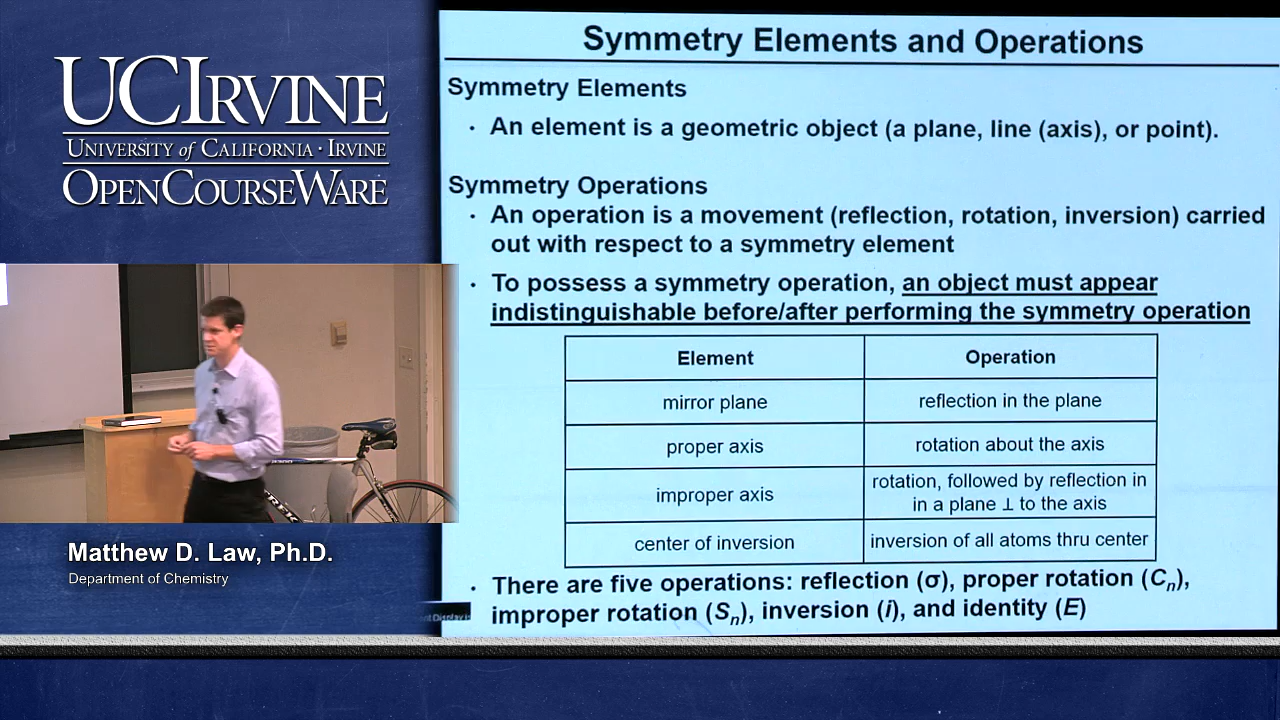 UCIRVINE
UNIVERSITY of CALIFORNIA · IRVINE
OPENCOURSEWARE
Matthew D. Law, Ph.D.
Department of Chemistry
Symmetry Elements and Operations
Symmetry Elements
· An element is a geometric object (a plane, line (axis), or point).
Symmetry Operations
· An operation is a movement (reflection, rotation, inversion) carried
out with respect to a symmetry element
· To possess a symmetry operation, an object must appear
indistinguishable before/after performing the symmetry operation
Element Operation
mirror plane reflection in the plane
proper axis rotation about the axis
improper axis rotation, followed by reflection in
in a plane ⊥ to the axis
center of inversion inversion of all atoms thru center
· There are five operations: reflection (σ), proper rotation (Cn),
improper rotation (Sn), inversion (i), and identity (E)